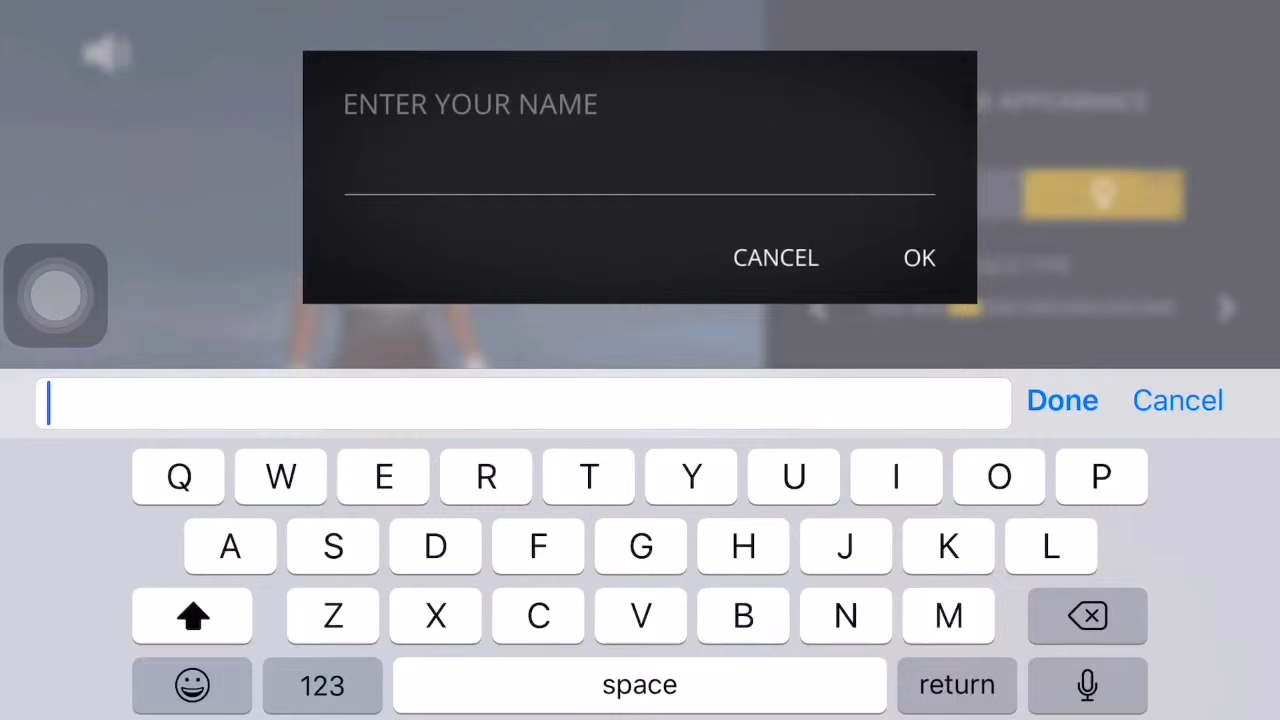 ENTER YOUR NAME
CANCEL OK
Done Cancel
Q W E R T Y U I O P
A S D F G H J K L
Z X C V B N M
123 space return